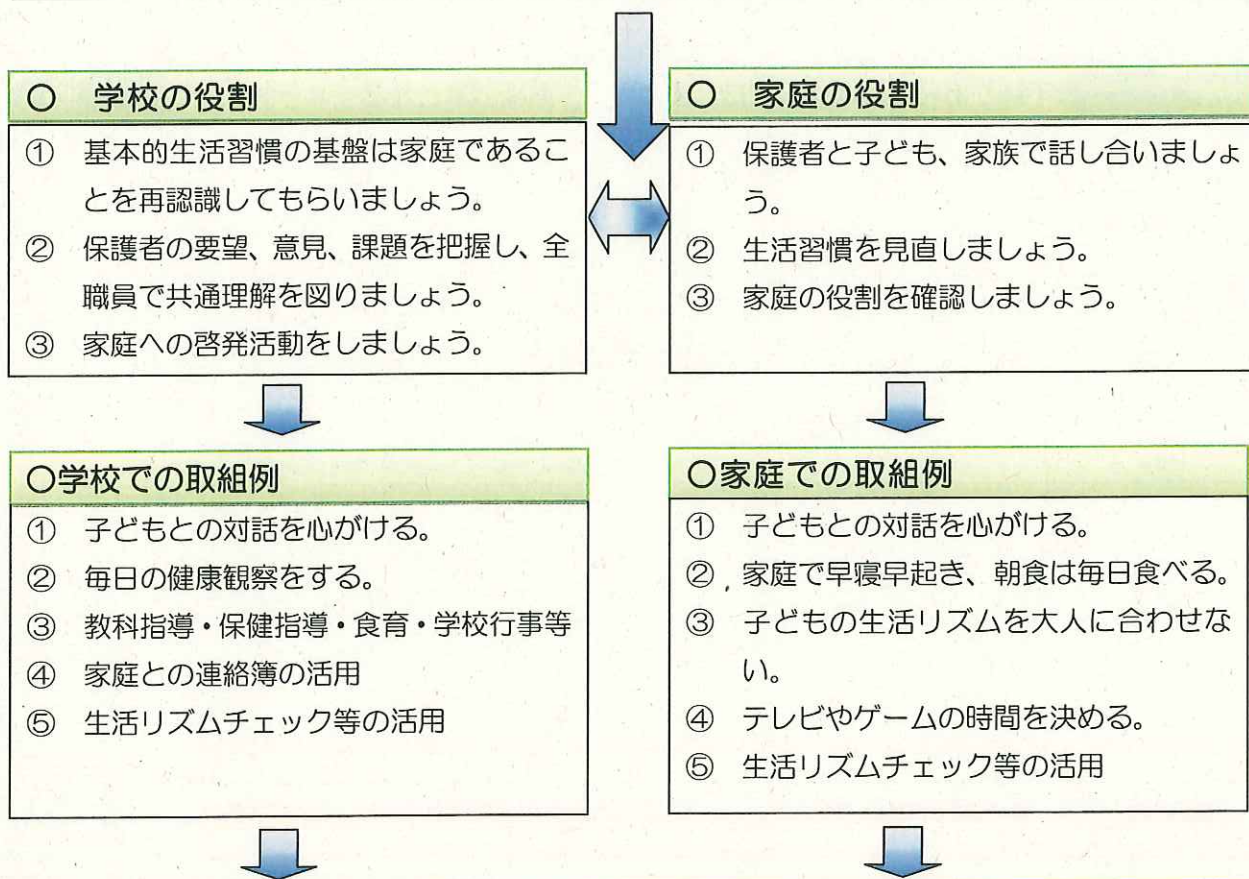 ○　学校の役割
①　基本的生活習慣の基盤は家庭であるこ
とを再認識してもらいましょう。
②　保護者の要望、意見、課題を把握し、全
職員で共通理解を図りましょう。
③　家庭への啓発活動をしましょう。
○　家庭の役割
①　保護者と子ども、家族で話し合いましょ
う。
②　生活習慣を見直しましょう。
③　家庭の役割を確認しましょう。
○学校での取組例
①　子どもとの対話を心がける。
②　毎日の健康観察をする。
③　教科指導・保健指導・食育・学校行事等
④　家庭との連絡簿の活用
⑤　生活リズムチェック等の活用
○家庭での取組例
①　子どもとの対話を心がける。
②　家庭で早寝早起き、朝食は毎日食べる。
③　子どもの生活リズムを大人に合わせな
い。
④　テレビやゲームの時間を決める。
⑤　生活リズムチェック等の活用